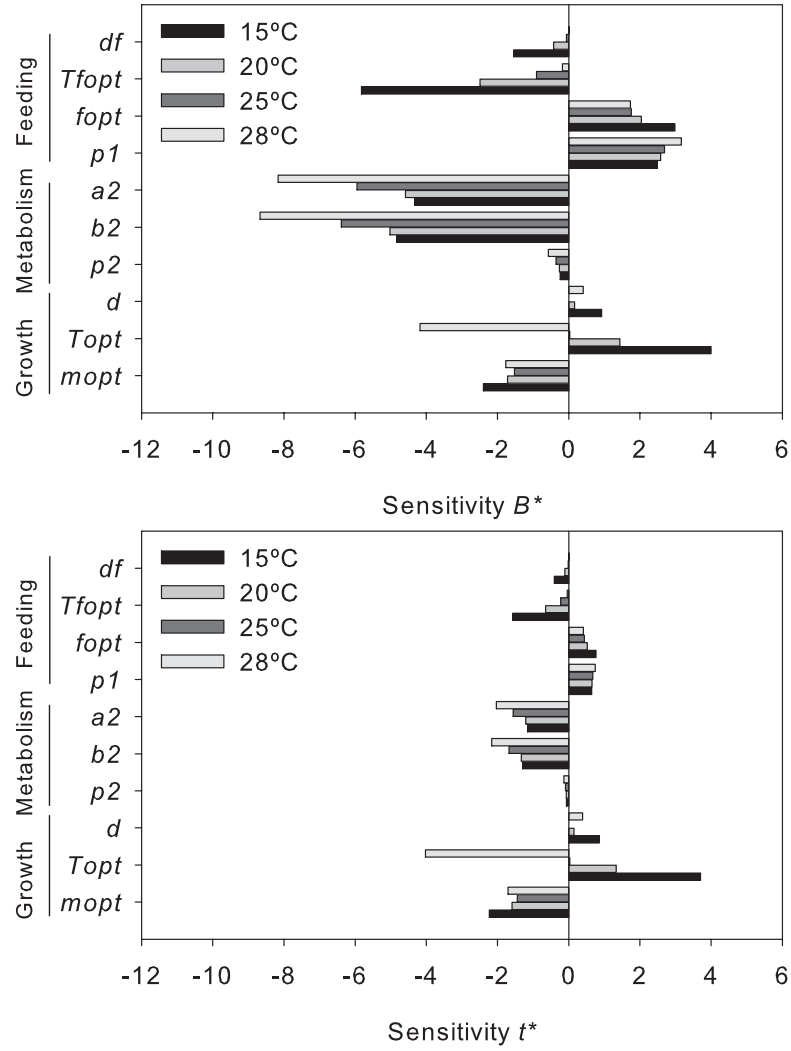 Feeding
Metabolism
Growth
df
Tfopt
fopt
p1
a2
b2
p2
d
Topt
mopt
15ºC
20ºC
25ºC
28ºC
-12 -10 -8 -6 -4 -2 0 2 4 6
Sensitivity B*
Feeding
Metabolism
Growth
df
Tfopt
fopt
p1
a2
b2
p2
d
Topt
mopt
15ºC
20ºC
25ºC
28ºC
-12 -10 -8 -6 -4 -2 0 2 4 6
Sensitivity t*